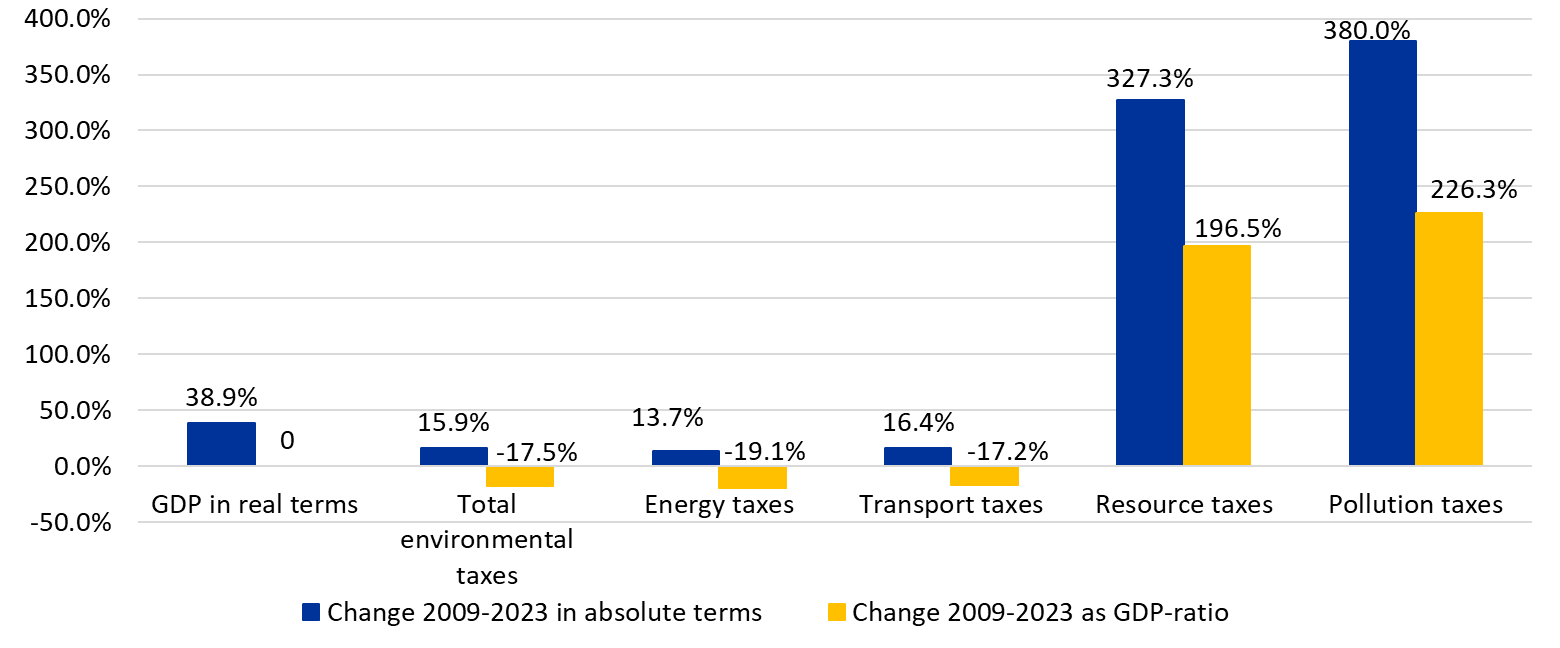 400.0%
350.0%
300.0%
250.0%
200.0%
150.0%
100.0%
50.0%
0.0%
-50.0%
38.9%
0
15.9%
-17.5%
13.7%
-19.1%
16.4%
-17.2%
327.3%
196.5%
380.0%
226.3%
GDP in real terms
Total
environmental
taxes
Energy taxes
Transport taxes
Resource taxes
Pollution taxes
Change 2009-2023 in absolute terms
Change 2009-2023 as GDP-ratio